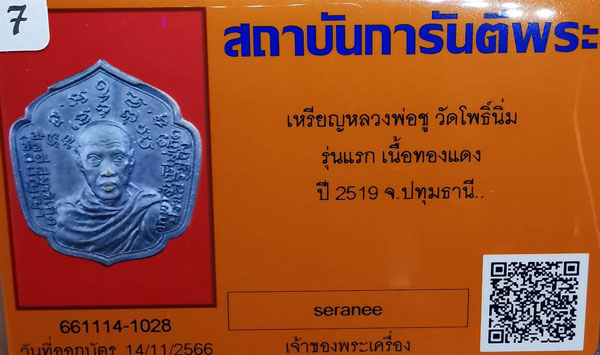 7
สถาบันการันตีพระ
เหรียญหลวงพ่อชู วัดโพธิ์นิ่ม
รุ่นแรก เนื้อทองแดง
ปี 2519 จ.ปทุมธานี..
seranee
661114-1028
วันที่ออกบัตร 14/11/2566
เจ้าของพระเครื่อง